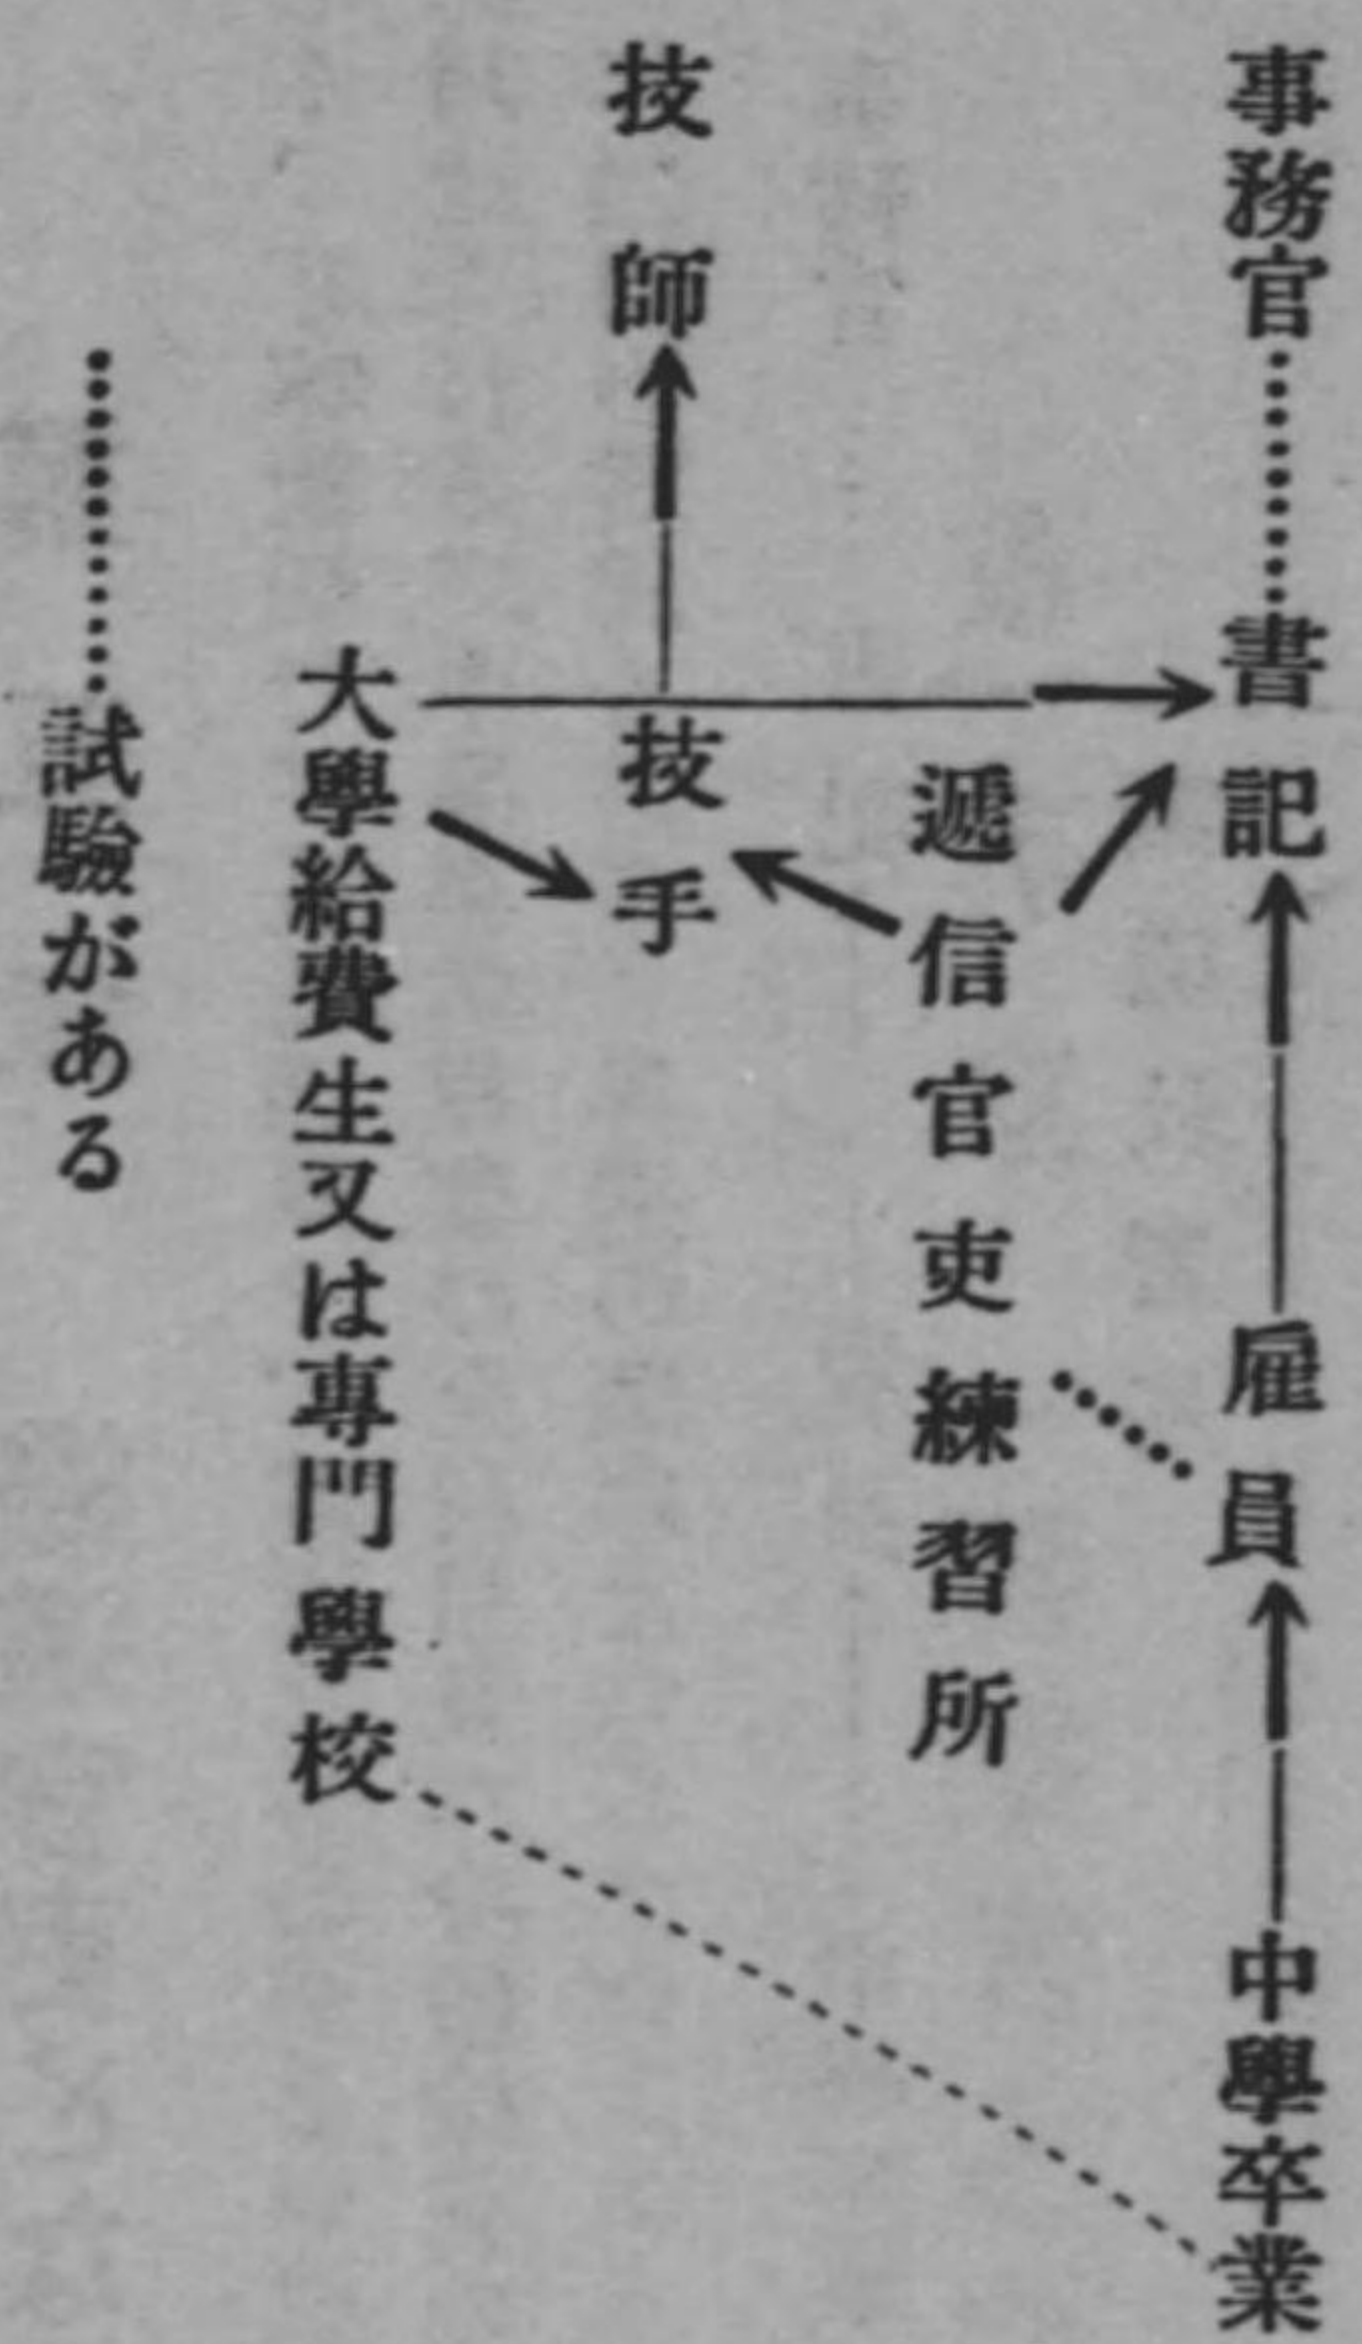 事務官………書記
雇員
中學卒業
遞信官吏練習所
技師
技手
大學給費生又は專門學校
………試驗がある